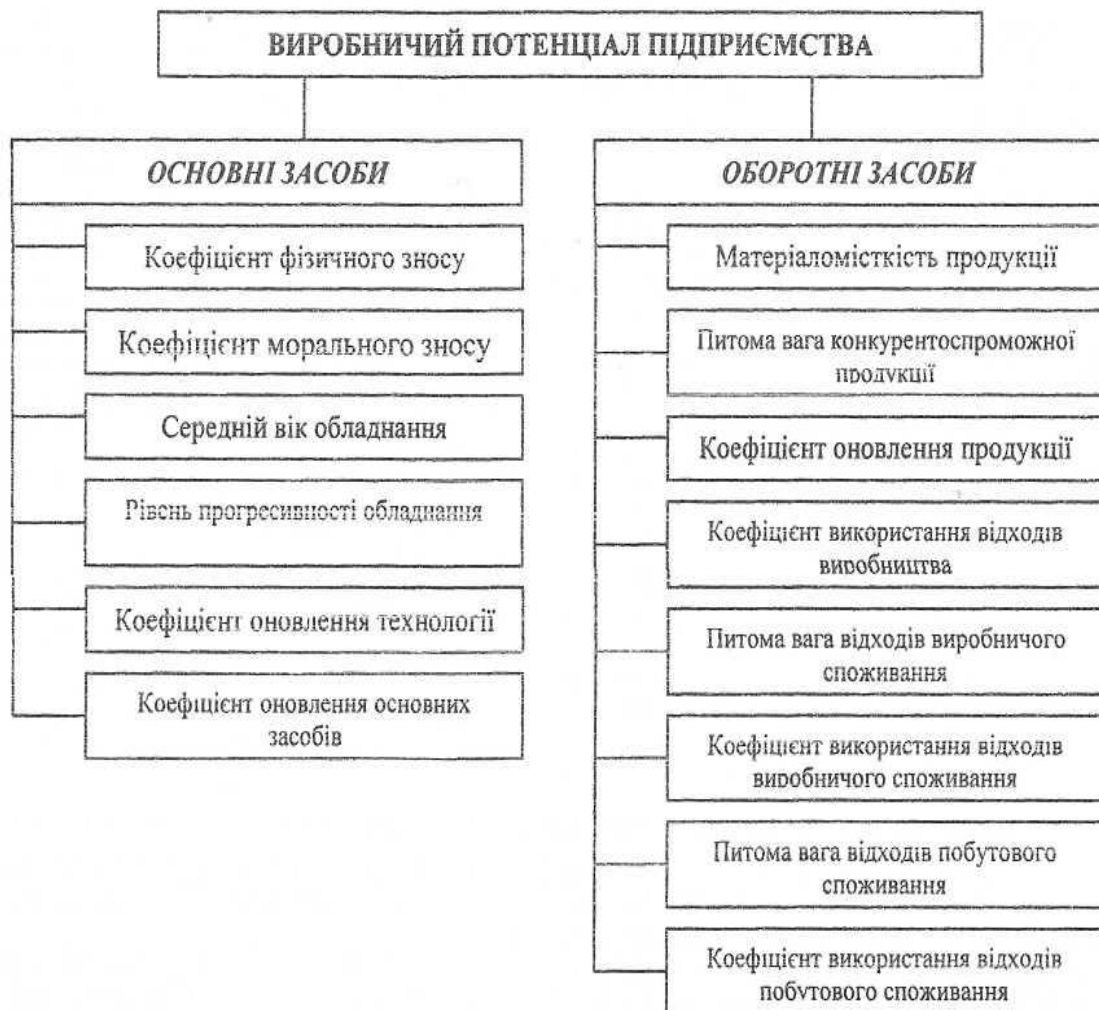 ВИРОБНИЧИЙ ПОТЕНЦІАЛ ПІДПРИЄМСТВА
ОСНОВНІ ЗАСОБИ
Коефіцієнт фізичного зносу
Коефіцієнт морального зносу
Середній вік обладнання
Рівень прогресивності обладнання
Коефіцієнт оновлення технології
Коефіцієнт оновлення основних
засобів
ОБОРОТНІ ЗАСОБИ
Матеріаломісткість продукції
Питома вага конкурентоспроможної
продукції
Коефіцієнт оновлення продукції
Коефіцієнт використання відходів
виробництва
Питома вага відходів виробничого
споживання
Коефіцієнт використання відходів
виробничого споживання
Питома вага відходів побутового
споживання
Коефіцієнт використання відходів
побутового споживання